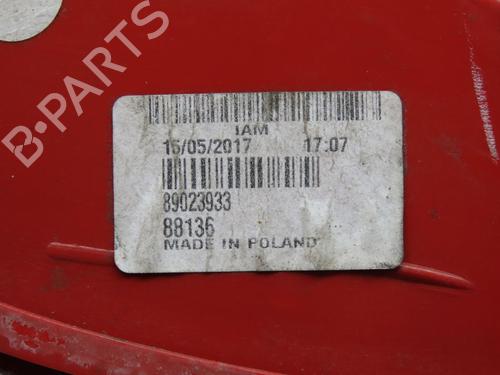 B-PARTS
IAM
15/05/2017 17:07
89023933
88136
MADE IN POLAND